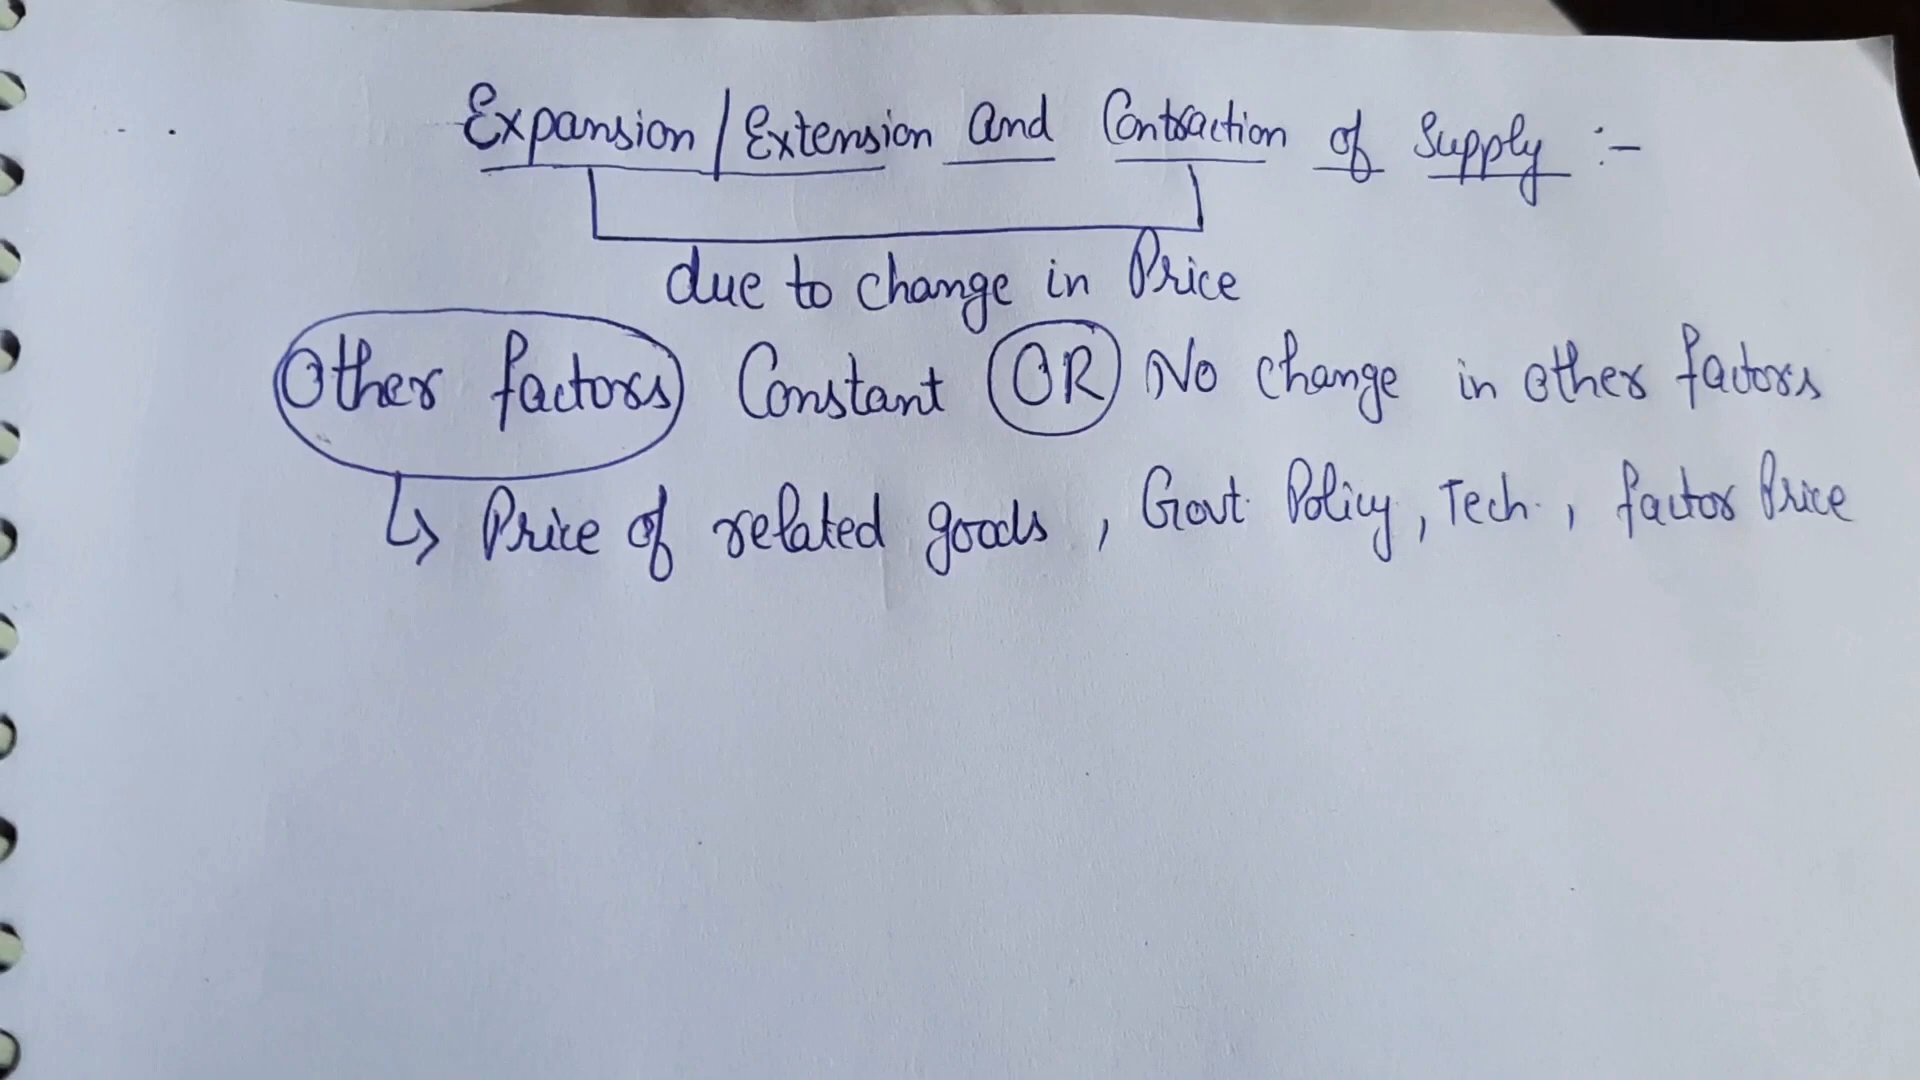 Expansion/Extension and Contraction of Supply :-
due to change in Price
Other factors Constant OR No change in other factors
↳ Price of related goods, Govt. Policy, Tech., factor Price